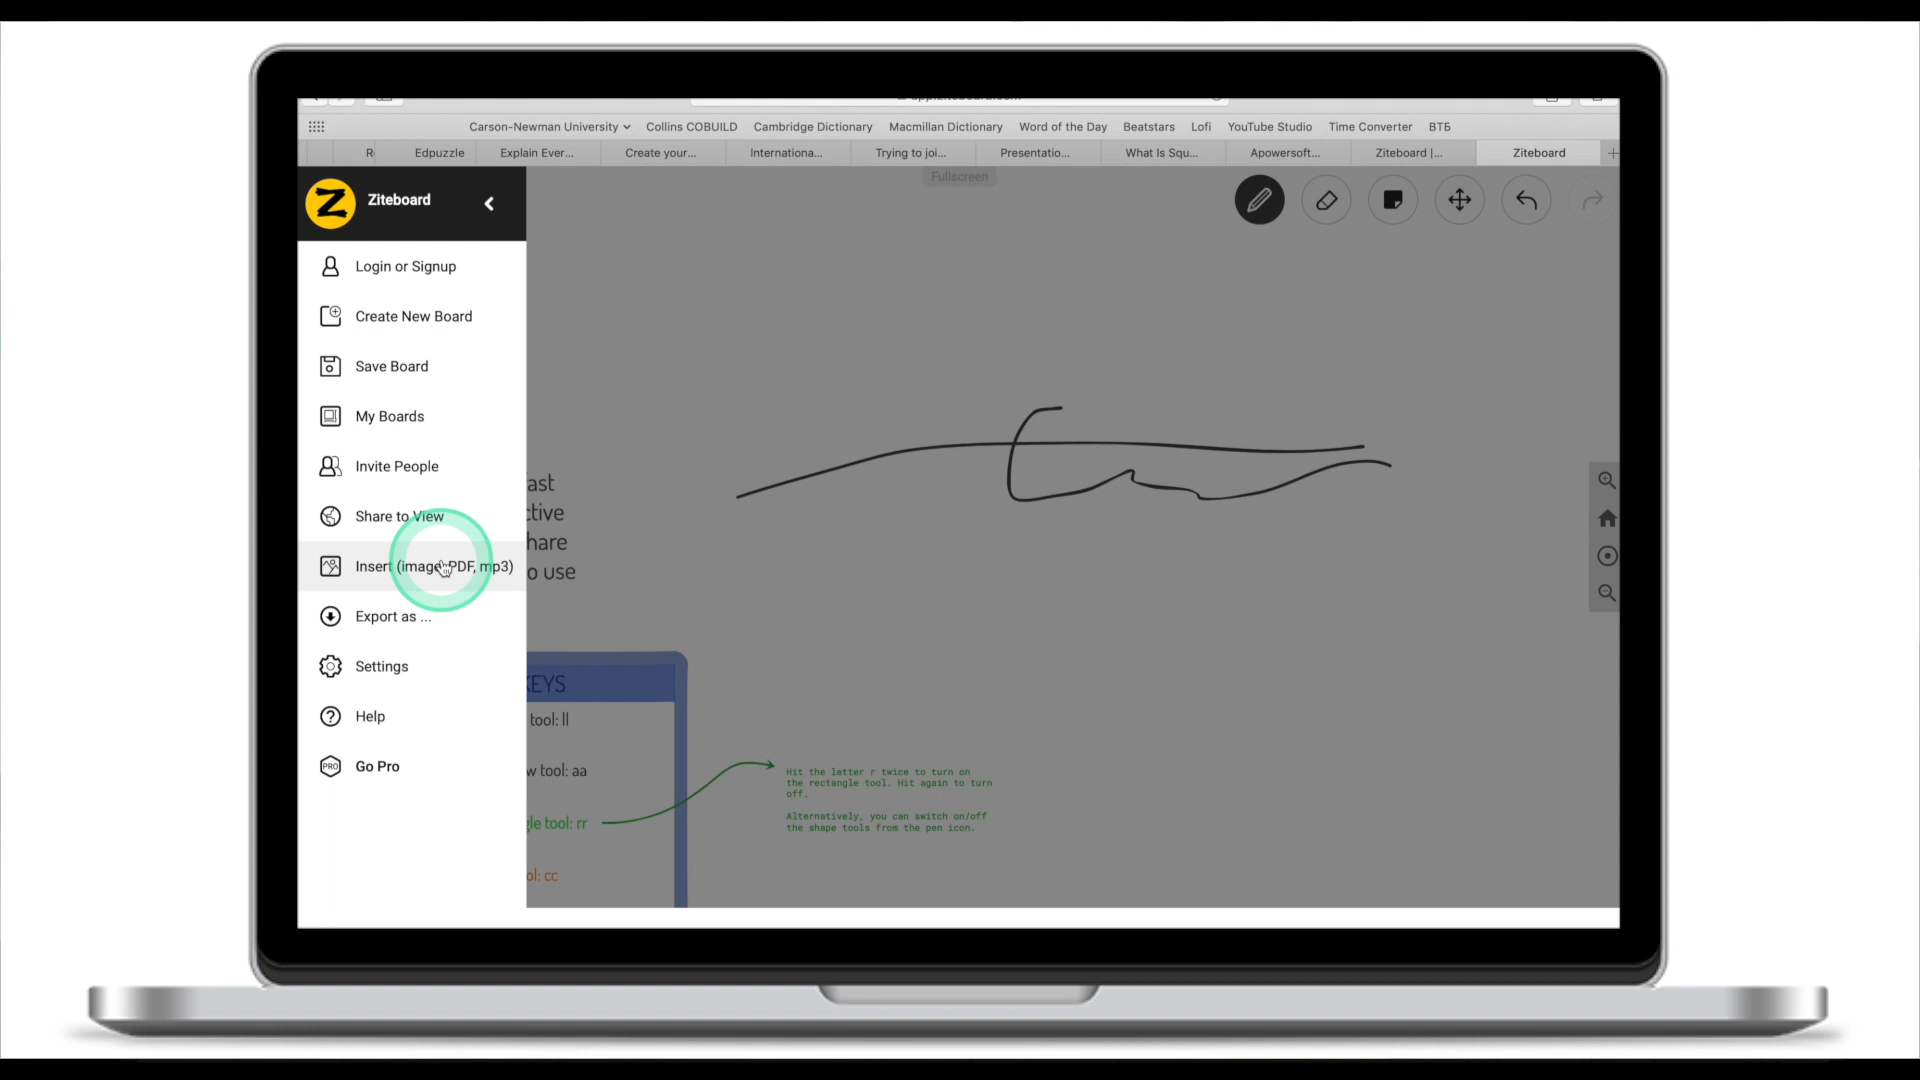 Carson-Newman University Collins COBUILD Cambridge Dictionary Macmillan Dictionary Word of the Day Beatstars Lofi YouTube Studio Time Converter ВТБ
Edpuzzle Explain Ever... Create your... Internationa... Trying to joi... Presentatio... What Is Squ... Apowersoft... Ziteboard |... Ziteboard
Fullscreen
Z Ziteboard
Login or Signup
Create New Board
Save Board
My Boards
Invite People
Share to View
Insert (image, PDF, mp3)
Export as ...
Settings
Help
PRO Go Pro
ast
ctive
hare
o use
KEYS
tool: ll
w tool: aa
gle tool: rr
ol: cc
Hit the letter r twice to turn on
the rectangle tool. Hit again to turn
off.
Alternatively, you can switch on/off
the shape tools from the pen icon.